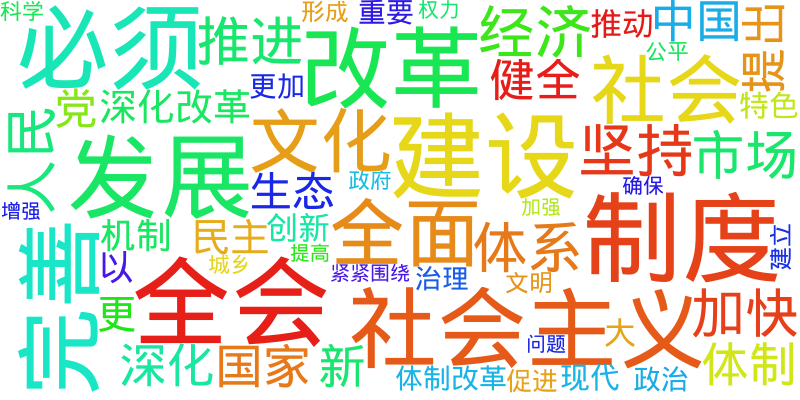 科学
必须
推进
形成
重要
权力
改革
经济
推动
中国
提出
公平
更加
健全
社会
特色
党
深化改革
人民
文化
建设
坚持
市场
发展
生态
政府
确保
增强
加强
制度
机制
民主
创新
全面
体系
建立
完善
以
城乡
提高
紧紧围绕
治理
文明
全会
更
社会主义
加快
大
问题
深化
国家
新
体制改革
促进
现代
政治
体制